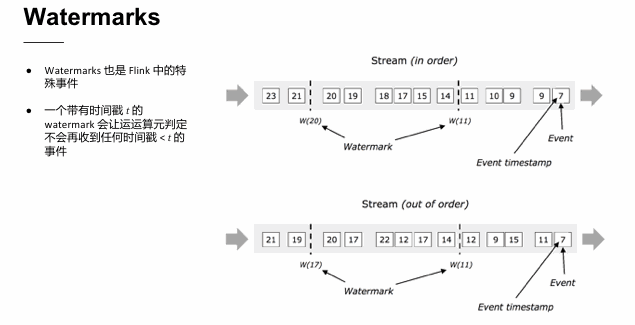 Watermarks
• Watermarks 也是 Flink 中的特
殊事件
• 一个带有时间戳 t 的
watermark 会让运运算元判定
不会再收到任何时间戳 < t 的
事件
Stream (in order)
23 21 20 19 18 17 15 14 11 10 9 9 7
W(20) W(11)
Watermark
Event
Event timestamp
Stream (out of order)
21 19 20 17 22 12 17 14 12 9 15 11 7
W(17) W(11)
Watermark
Event
Event timestamp